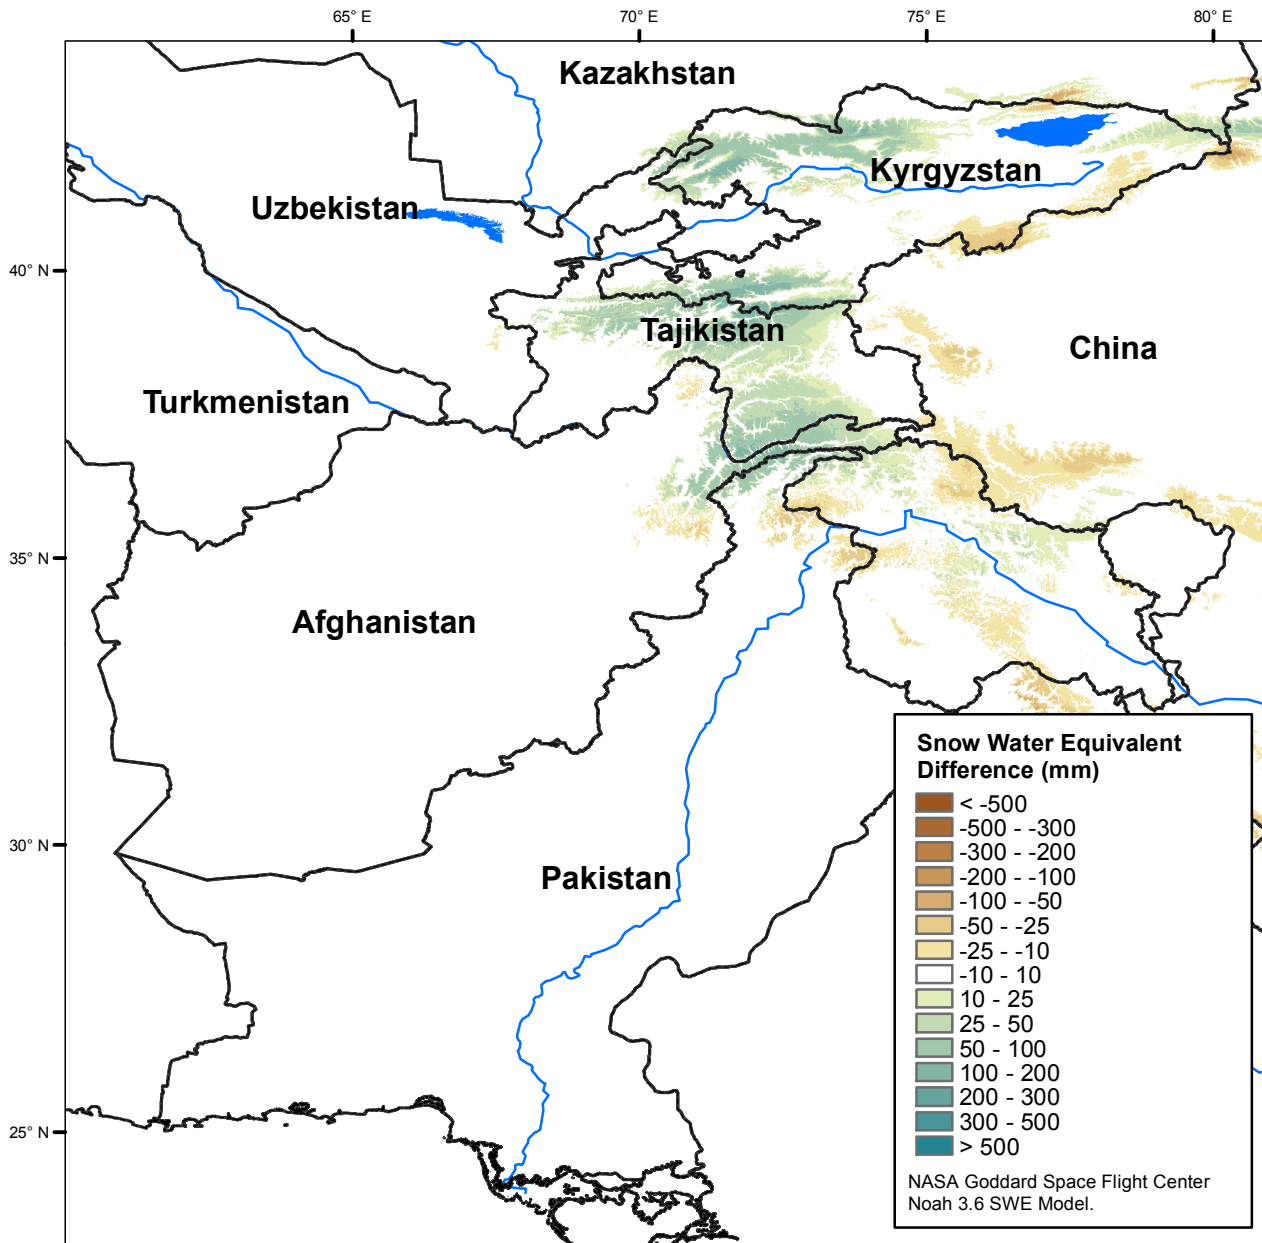 65° E
70° E
75° E
80° E
Kazakhstan
Kyrgyzstan
Uzbekistan
40° N
Tajikistan
China
Turkmenistan
35° N
Afghanistan
30° N
Pakistan
25° N
Snow Water Equivalent
Difference (mm)
< -500
-500 - -300
-300 - -200
-200 - -100
-100 - -50
-50 - -25
-25 - -10
-10 - 10
10 - 25
25 - 50
50 - 100
100 - 200
200 - 300
300 - 500
> 500
NASA Goddard Space Flight Center
Noah 3.6 SWE Model.